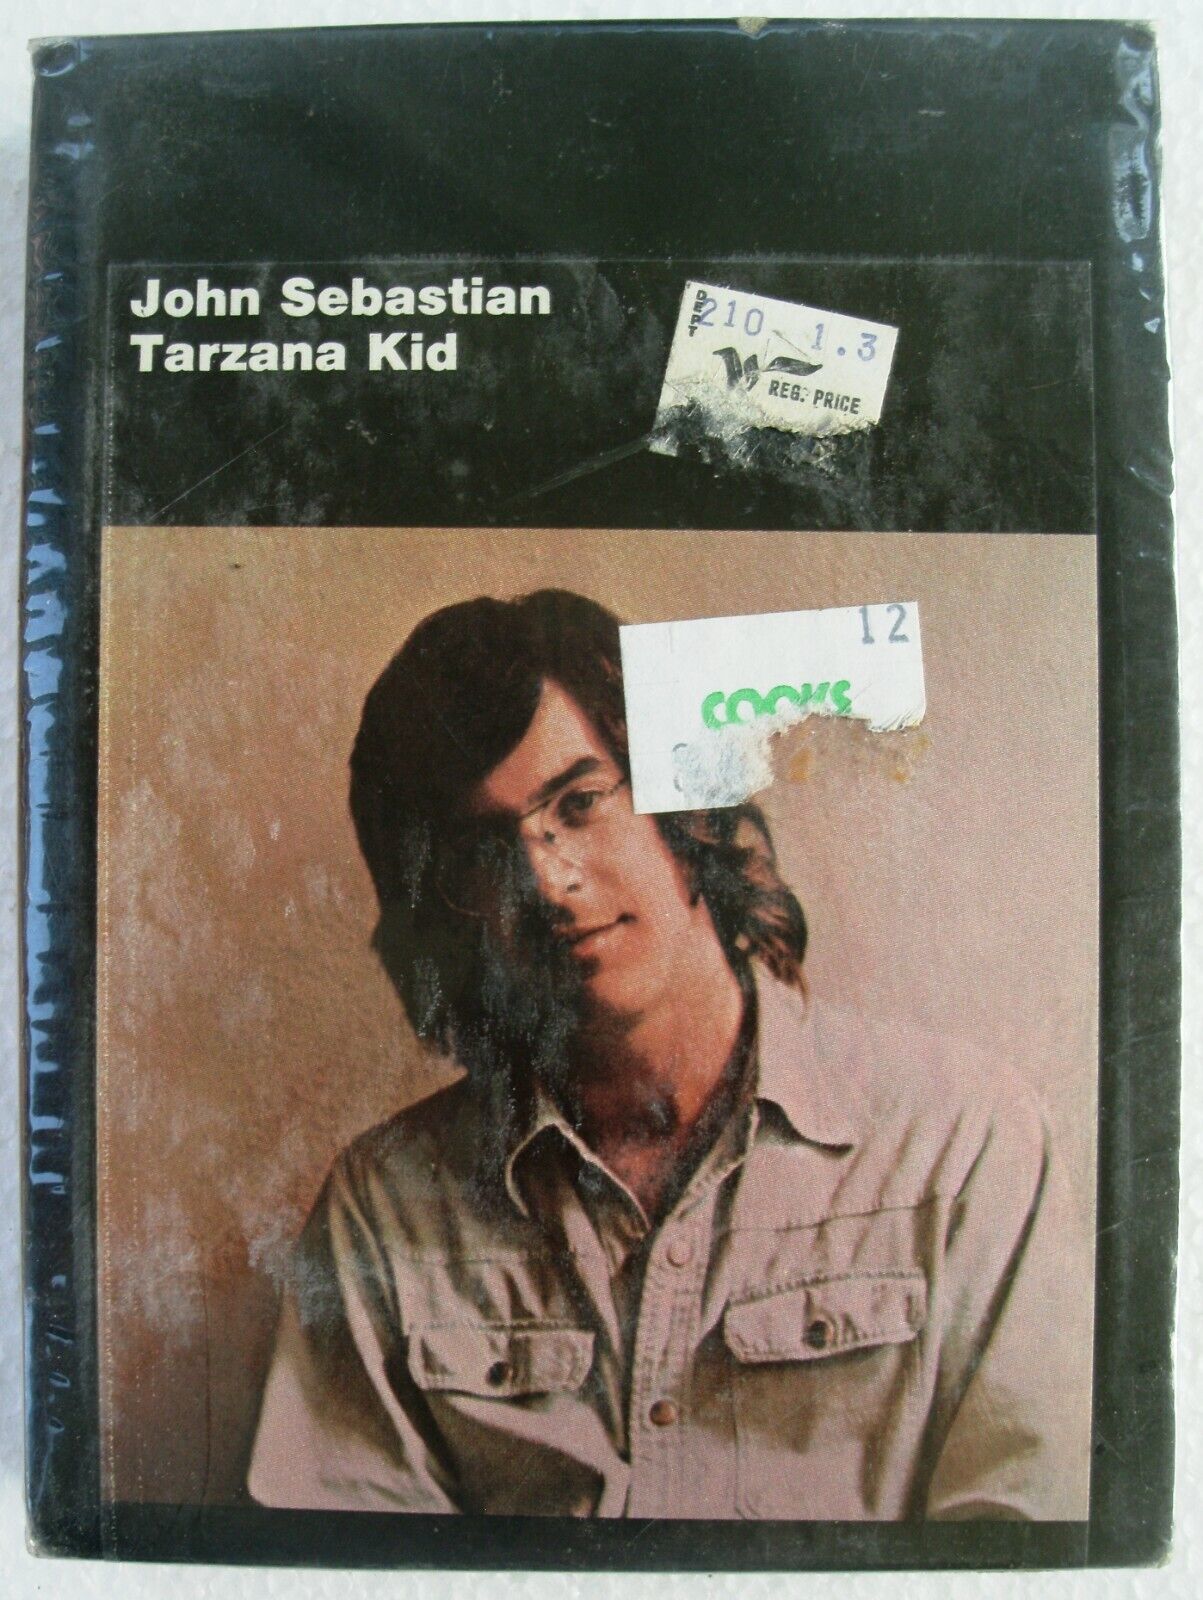 John Sebastian
Tarzana Kid
DEPT
210 1.3
REG. PRICE
12
COOKS